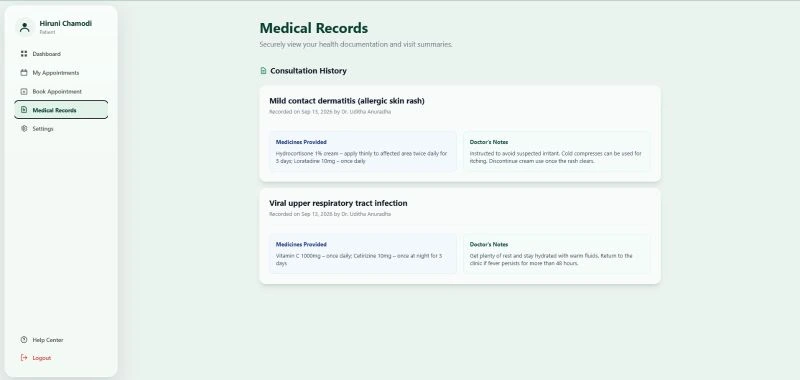 Hiruni Chamodi
Patient
Dashboard
My Appointments
Book Appointment
Medical Records
Settings
Help Center
Logout
Medical Records
Securely view your health documentation and visit summaries.
Consultation History
Mild contact dermatitis (allergic skin rash)
Recorded on Sep 13, 2026 by Dr. Uditha Anuradha
Medicines Provided
Hydrocortisone 1% cream – apply thinly to affected area twice daily for
5 days; Loratadine 10mg – once daily
Doctor's Notes
Instructed to avoid suspected irritant. Cold compresses can be used for
itching. Discontinue cream use once the rash clears.
Viral upper respiratory tract infection
Recorded on Sep 13, 2026 by Dr. Uditha Anuradha
Medicines Provided
Vitamin C 1000mg – once daily; Cetirizine 10mg – once at night for 3
days
Doctor's Notes
Get plenty of rest and stay hydrated with warm fluids. Return to the
clinic if fever persists for more than 48 hours.